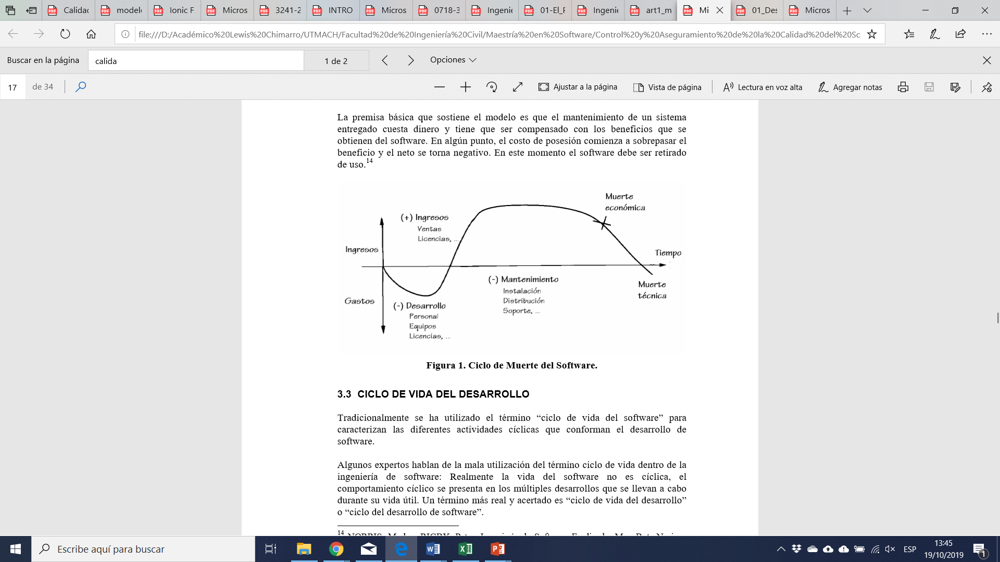 Calidad
modelo
Ionic F
Micros
3241-2
INTRO
Micros
0718-3
Ingenie
01-El_F
Ingenie
art1_m
Mi
01_Des
Micros
file:///D:/Académico%20Lewis%20Chimarro/UTMACH/Facultad%20de%20Ingeniería%20Civil/Maestría%20en%20Software/Control%20y%20Aseguramiento%20de%20la%20Calidad%20del%20Sc
Buscar en la página
calida
1 de 2
Opciones
17 de 34
Ajustar a la página
Vista de página
Lectura en voz alta
Agregar notas
La premisa básica que sostiene el modelo es que el mantenimiento de un sistema
entregado cuesta dinero y tiene que ser compensado con los beneficios que se
obtienen del software. En algún punto, el costo de posesión comienza a sobrepasar el
beneficio y el neto se torna negativo. En este momento el software debe ser retirado
de uso.14
Muerte
económica
(+) Ingresos
Ventas
Licencias, ...
Ingresos
Tiempo
(-) Mantenimiento
Instalación
Distribución
Soporte, ...
Muerte
técnica
Gastos
(-) Desarrollo
Personal
Equipos
Licencias, ...
Figura 1. Ciclo de Muerte del Software.
3.3 CICLO DE VIDA DEL DESARROLLO
Tradicionalmente se ha utilizado el término “ciclo de vida del software” para
caracterizan las diferentes actividades cíclicas que conforman el desarrollo de
software.
Algunos expertos hablan de la mala utilización del término ciclo de vida dentro de la
ingeniería de software: Realmente la vida del software no es cíclica, el
comportamiento cíclico se presenta en los múltiples desarrollos que se llevan a cabo
durante su vida útil. Un término más real y acertado es “ciclo de vida del desarrollo”
o “ciclo del desarrollo de software”.
14
Escribe aquí para buscar
ESP
13:45
19/10/2019
1